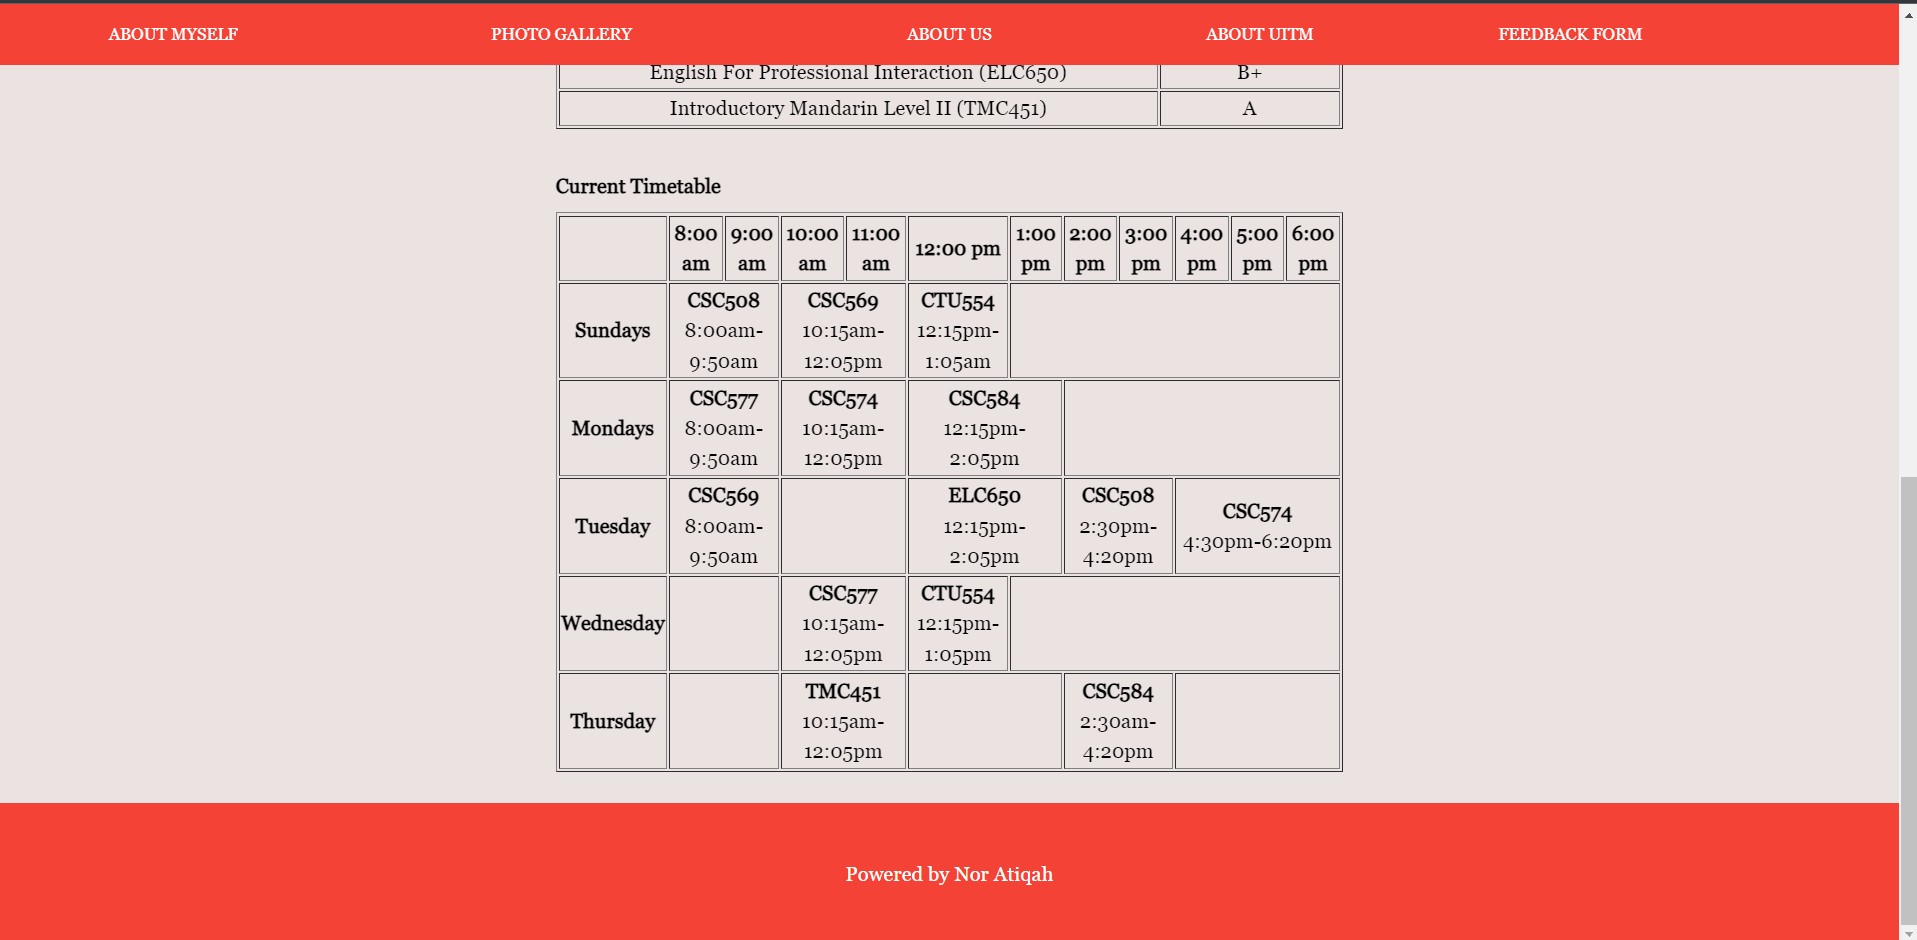 ABOUT MYSELF PHOTO GALLERY ABOUT US ABOUT UITM FEEDBACK FORM
English For Professional Interaction (ELC650) B+
Introductory Mandarin Level II (TMC451) A
Current Timetable
8:00 9:00 10:00 11:00 12:00 pm 1:00 2:00 3:00 4:00 5:00 6:00
am am am am pm pm pm pm pm pm
Sundays
CSC508
8:00am-
9:50am
CSC569
10:15am-
12:05pm
CTU554
12:15pm-
1:05am
Mondays
CSC577
8:00am-
9:50am
CSC574
10:15am-
12:05pm
CSC584
12:15pm-
2:05pm
Tuesday
CSC569
8:00am-
9:50am
ELC650
12:15pm-
2:05pm
CSC508
2:30pm-
4:20pm
CSC574
4:30pm-6:20pm
Wednesday
CSC577
10:15am-
12:05pm
CTU554
12:15pm-
1:05pm
Thursday
TMC451
10:15am-
12:05pm
CSC584
2:30am-
4:20pm
Powered by Nor Atiqah